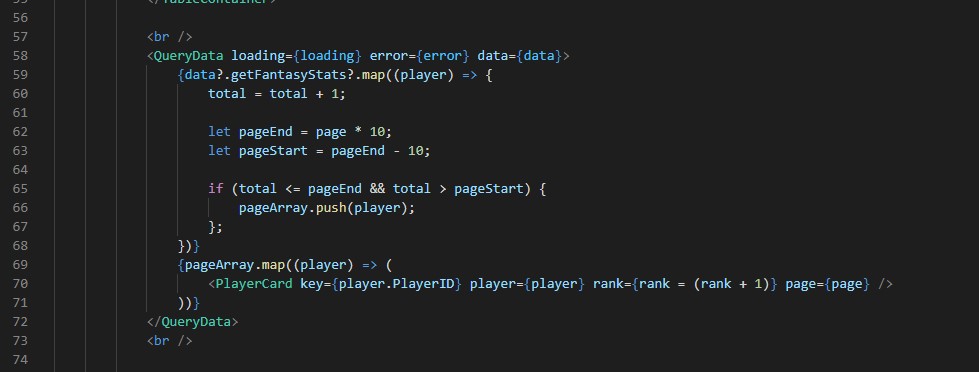 55 </TableContainer>
56
57 <br />
58 <QueryData loading={loading} error={error} data={data}>
59 {data?.getFantasyStats?.map((player) => {
60 total = total + 1;
61
62 let pageEnd = page * 10;
63 let pageStart = pageEnd - 10;
64
65 if (total <= pageEnd && total > pageStart) {
66 pageArray.push(player);
67 };
68 })}
69 {pageArray.map((player) => (
70 <PlayerCard key={player.PlayerID} player={player} rank={rank = (rank + 1)} page={page} />
71 ))}
72 </QueryData>
73 <br />
74